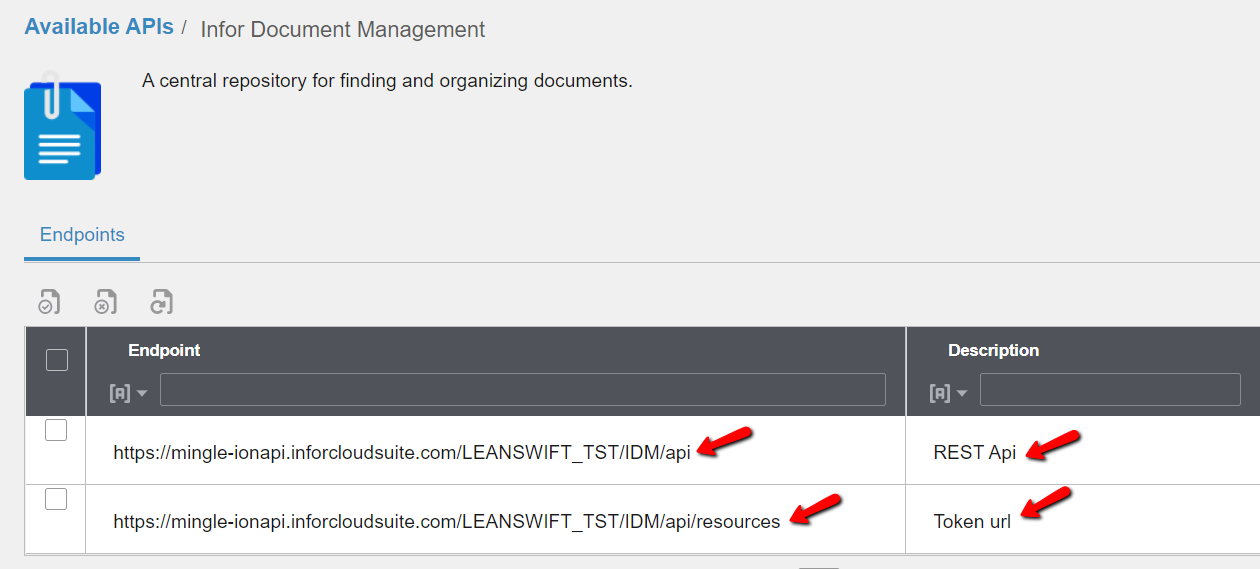 Available APIs / Infor Document Management
A central repository for finding and organizing documents.
Endpoints
Endpoint Description
[A] [A]
https://mingle-ionapi.inforcloudsuite.com/LEANSWIFT_TST/IDM/api REST Api
https://mingle-ionapi.inforcloudsuite.com/LEANSWIFT_TST/IDM/api/resources Token url